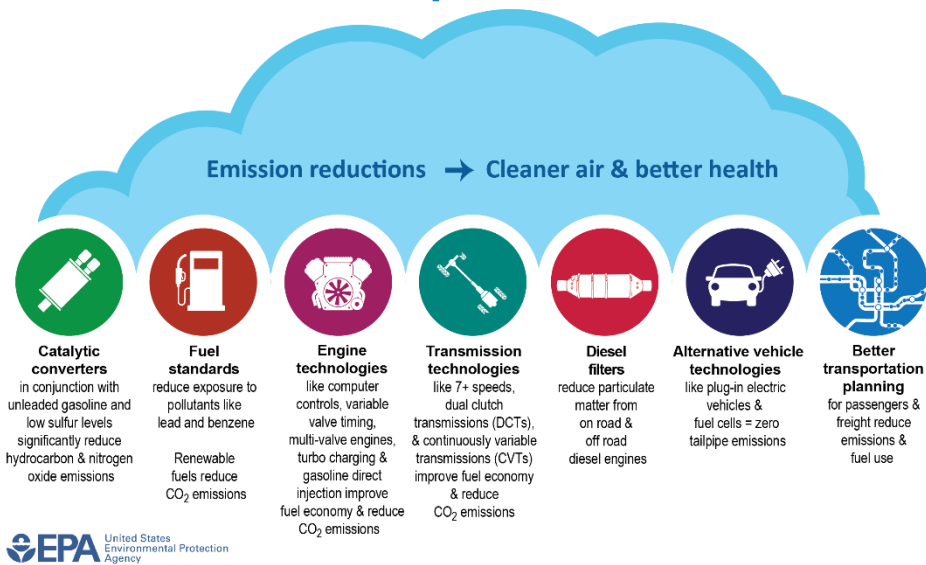 Emission reductions → Cleaner air & better health
Catalytic
converters
in conjunction with
unleaded gasoline and
low sulfur levels
significantly reduce
hydrocarbon & nitrogen
oxide emissions
Fuel
standards
reduce exposure to
pollutants like
lead and benzene
Renewable
fuels reduce
CO₂ emissions
Engine
technologies
like computer
controls, variable
valve timing,
multi-valve engines,
turbo charging &
gasoline direct
injection improve
fuel economy & reduce
CO₂ emissions
Transmission
technologies
like 7+ speeds,
dual clutch
transmissions (DCTs),
& continuously variable
transmissions (CVTs)
improve fuel economy
& reduce
CO₂ emissions
Diesel
filters
reduce particulate
matter from
on road &
off road
diesel engines
Alternative vehicle
technologies
like plug-in electric
vehicles &
fuel cells = zero
tailpipe emissions
Better
transportation
planning
for passengers &
freight reduce
emissions &
fuel use
EPA
United States
Environmental Protection
Agency